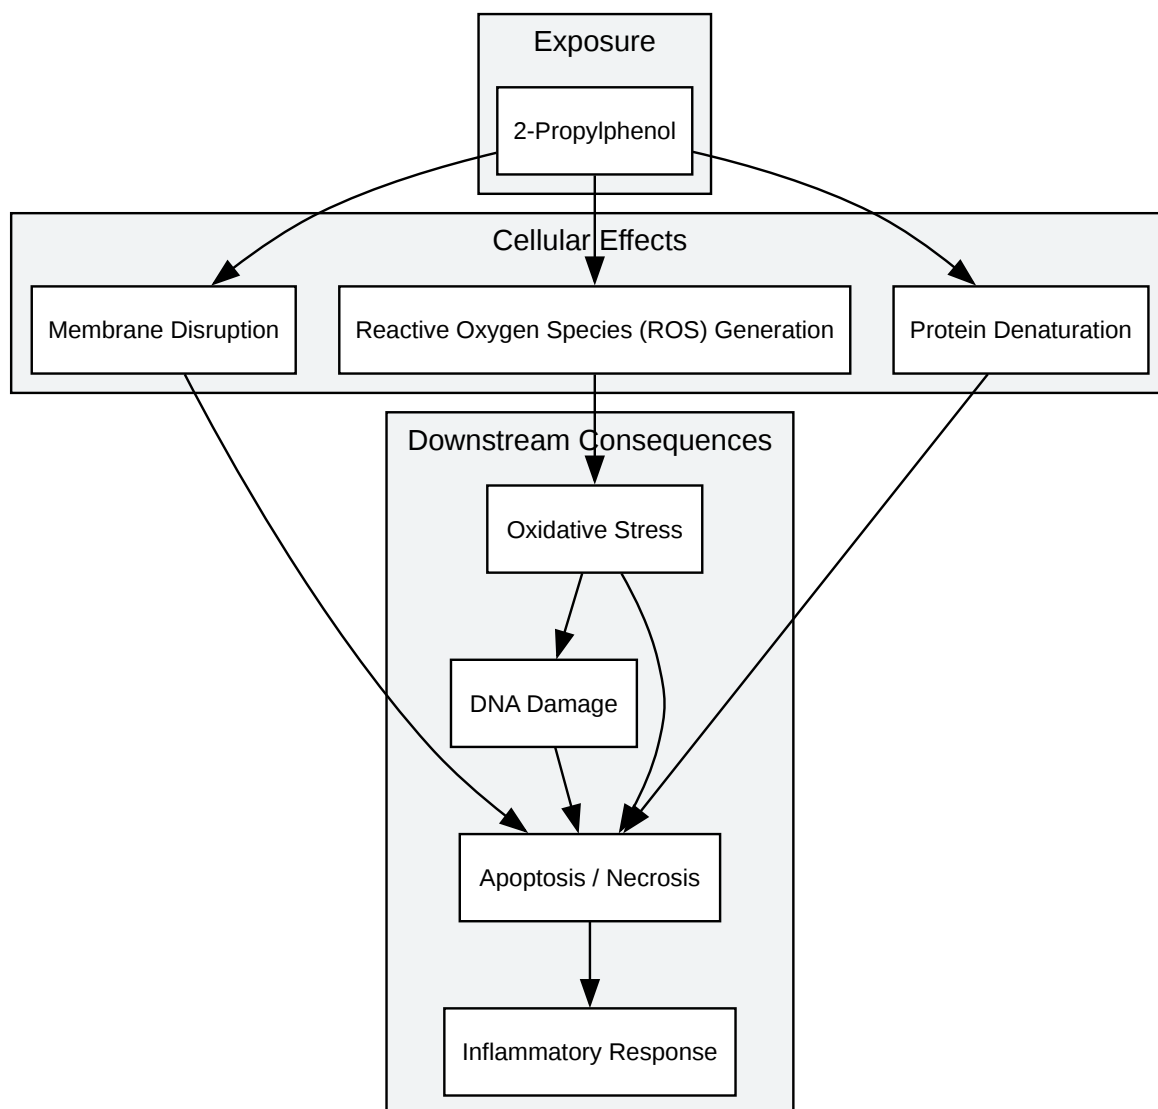 Exposure
2-Propylphenol
Cellular Effects
Membrane Disruption
Reactive Oxygen Species (ROS) Generation
Protein Denaturation
Downstream Consequences
Oxidative Stress
DNA Damage
Apoptosis / Necrosis
Inflammatory Response